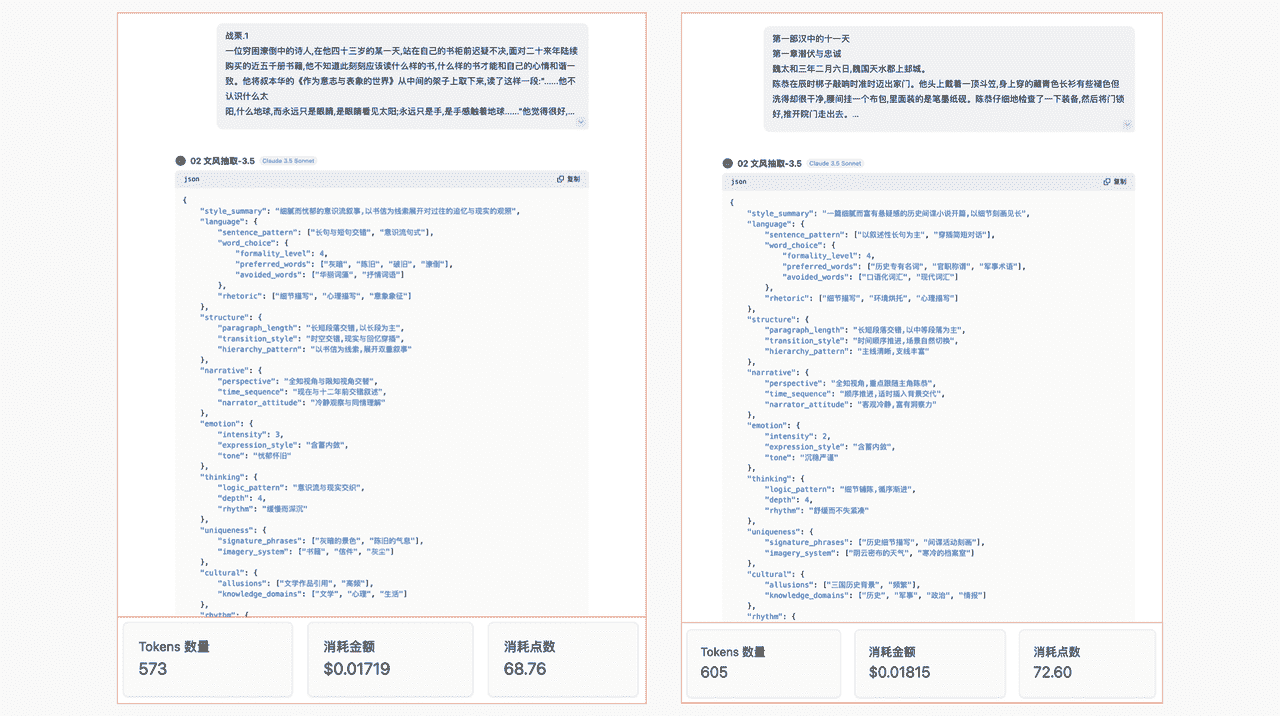 战栗.1
一位穷困潦倒中的诗人,在他四十三岁的某一天,站在自己的书柜前迟疑不决,面对二十来年陆续
购买的近五千册书籍,他不知道此刻刻应该读什么样的书,什么样的书才能和自己的心情和谐一
致。他将叔本华的《作为意志与表象的世界》从中间的架子上取下来,读了这样一段:“……他不
认识什么太
阳,什么地球,而永远只是眼睛,是眼睛看见太阳;永远只是手,是手感触着地球……”他觉得很好,...
02 文风抽取-3.5 Claude 3.5 Sonnet
json 复制
{
"style_summary": "细腻而忧郁的意识流叙事,以书信为线索展开对过往的追忆与现实的观照",
"language": {
"sentence_pattern": ["长句与短句交错", "意识流句式"],
"word_choice": {
"formality_level": 4,
"preferred_words": ["灰暗", "陈旧", "破旧", "潦倒"],
"avoided_words": ["华丽词藻", "抒情词语"]
},
"rhetoric": ["细节描写", "心理描写", "意象象征"]
},
"structure": {
"paragraph_length": "长短段落交错,以长段为主",
"transition_style": "时空交错,现实与回忆穿插",
"hierarchy_pattern": "以书信为线索,展开双重叙事"
},
"narrative": {
"perspective": "全知视角与限知视角交替",
"time_sequence": "现在与十二年前交错叙述",
"narrator_attitude": "冷静观察与同情理解"
},
"emotion": {
"intensity": 3,
"expression_style": "含蓄内敛",
"tone": "忧郁怀旧"
},
"thinking": {
"logic_pattern": "意识流与现实交织",
"depth": 4,
"rhythm": "缓慢而深沉"
},
"uniqueness": {
"signature_phrases": ["灰暗的景色", "陈旧的气息"],
"imagery_system": ["书籍", "信件", "灰尘"]
},
"cultural": {
"allusions": ["文学作品引用", "高频"],
"knowledge_domains": ["文学", "心理", "生活"]
},
"rhythm": {
Tokens 数量
573
消耗金额
$0.01719
消耗点数
68.76
第一部汉中的十一天
第一章潜伏与忠诚
魏太和三年二月六日,魏国天水郡上邽城。
陈恭在辰时梆子敲响时准时迈出家门。他头上戴着一顶斗笠,身上穿的藏青色长衫有些褪色但
洗得却很干净,腰间挂一个布包,里面装的是笔墨纸砚。陈恭仔细地检查了一下装备,然后将门锁
好,推开院门走出去。...
02 文风抽取-3.5 Claude 3.5 Sonnet
json 复制
{
"style_summary": "一篇细腻而富有悬疑感的历史间谍小说开篇,以细节刻画见长",
"language": {
"sentence_pattern": ["以叙述性长句为主", "穿插简短对话"],
"word_choice": {
"formality_level": 4,
"preferred_words": ["历史专有名词", "官职称谓", "军事术语"],
"avoided_words": ["口语化词汇", "现代词汇"]
},
"rhetoric": ["细节描写", "环境烘托", "心理描写"]
},
"structure": {
"paragraph_length": "长短段落交错,以中等段落为主",
"transition_style": "时间顺序推进,场景自然切换",
"hierarchy_pattern": "主线清晰,支线丰富"
},
"narrative": {
"perspective": "全知视角,重点跟随主角陈恭",
"time_sequence": "顺序推进,适时插入背景交代",
"narrator_attitude": "客观冷静,富有洞察力"
},
"emotion": {
"intensity": 2,
"expression_style": "含蓄内敛",
"tone": "沉稳严谨"
},
"thinking": {
"logic_pattern": "细节铺陈,循序渐进",
"depth": 4,
"rhythm": "舒缓而不失紧凑"
},
"uniqueness": {
"signature_phrases": ["历史细节描写", "间谍活动刻画"],
"imagery_system": ["阴云密布的天气", "寒冷的档案室"]
},
"cultural": {
"allusions": ["三国历史背景", "频繁"],
"knowledge_domains": ["历史", "军事", "政治", "情报"]
},
"rhythm": {
Tokens 数量
605
消耗金额
$0.01815
消耗点数
72.60